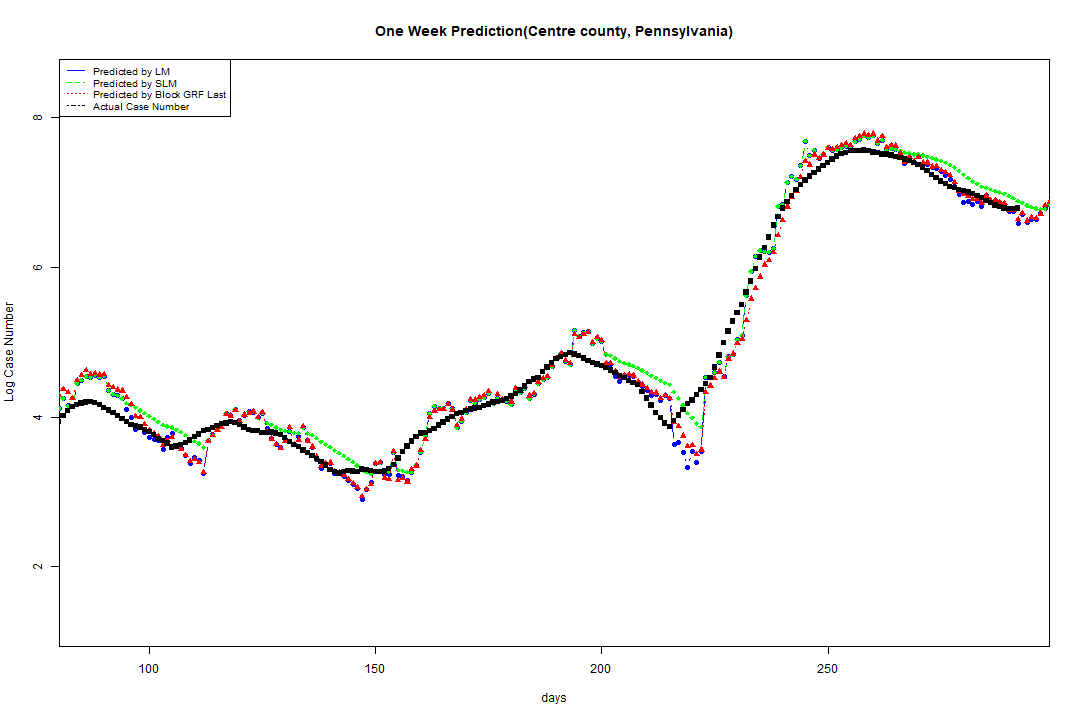 One Week Prediction(Centre county, Pennsylvania)
Predicted by LM
Predicted by SLM
Predicted by Block GRF Last
Actual Case Number
8
6
4
2
Log Case Number
100 150 200 250
days